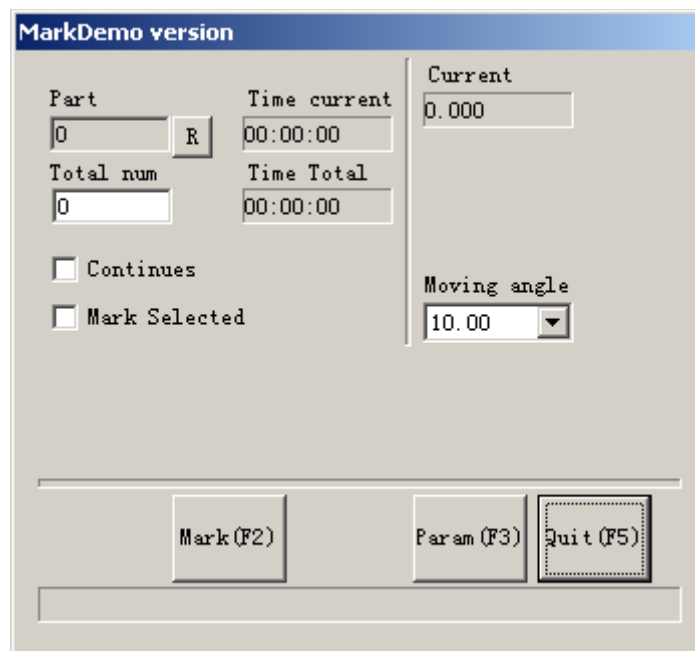 MarkDemo version
Part
Time current
0
R
00:00:00
Total num
Time Total
0
00:00:00
Continues
Mark Selected
Current
0.000
Moving angle
10.00
Mark(F2)
Param(F3)
Quit(F5)